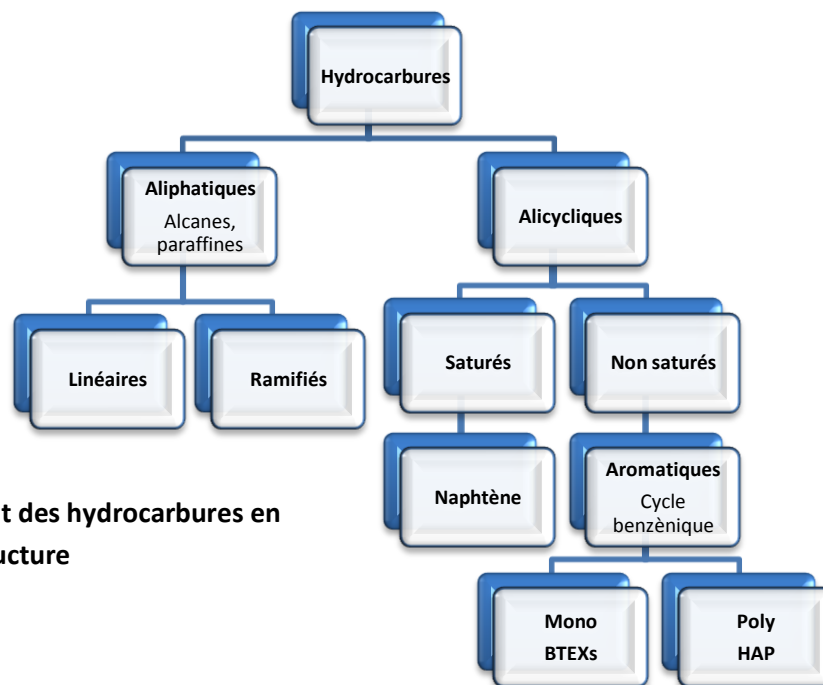 Hydrocarbures
Aliphatiques
Alcanes,
paraffines
Alicycliques
Linéaires
Ramifiés
Saturés
Non saturés
Naphtène
Aromatiques
Cycle
benzènique
t des hydrocarbures en
ucture
Mono
BTEXs
Poly
HAP